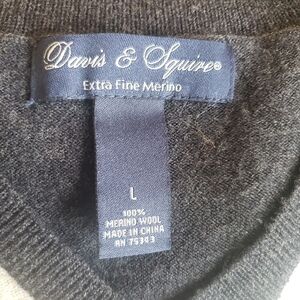 Davis & Squire®
Extra Fine Merino
L
100%
MERINO WOOL
MADE IN CHINA
RN 75343